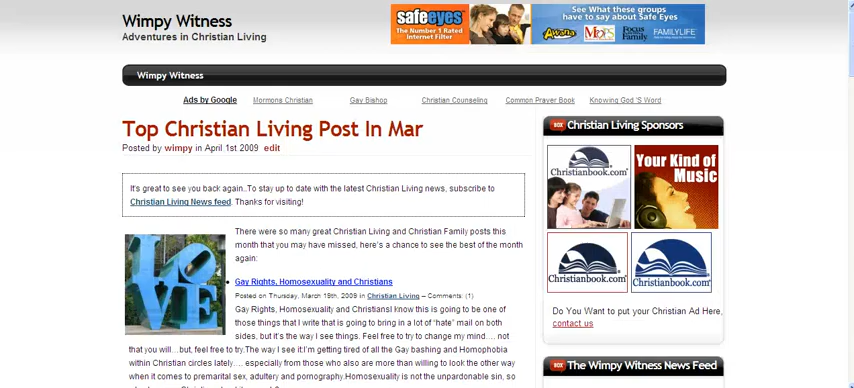 Wimpy Witness
Adventures in Christian Living
safeeyes
The Number 1 Rated
Internet Filter
See What these groups
have to say about Safe Eyes
Awana
MOPS
Focus Family
FAMILYLIFE
Wimpy Witness
Ads by Google Mormons Christian Gay Bishop Christian Counseling Common Prayer Book Knowing God 'S Word
Top Christian Living Post In Mar
Posted by wimpy in April 1st 2009 edit
It's great to see you back again..To stay up to date with the latest Christian Living news, subscribe to
Christian Living News feed. Thanks for visiting!
LOVE
There were so many great Christian Living and Christian Family posts this
month that you may have missed, here's a chance to see the best of the month
again:
Gay Rights, Homosexuality and Christians
Posted on Thursday, March 19th, 2009 in Christian Living – Comments: (1)
Gay Rights, Homosexuality and ChristiansI know this is going to be one of
those things that I write that is going to bring in a lot of "hate" mail on both
sides, but it's the way I see things. Feel free to try to change my mind.... not
that you will...but, feel free to try.The way I see it:I'm getting tired of all the Gay bashing and Homophobia
within Christian circles lately.... especially from those who also are more than willing to look the other way
when it comes to premarital sex, adultery and pornography.Homosexuality is not the unpardonable sin, so
BOX Christian Living Sponsors
Christianbook.com
Your Kind of
Music
Christianbook.com
Christianbook.com
Do You Want to put your Christian Ad Here,
contact us
BOX The Wimpy Witness News Feed